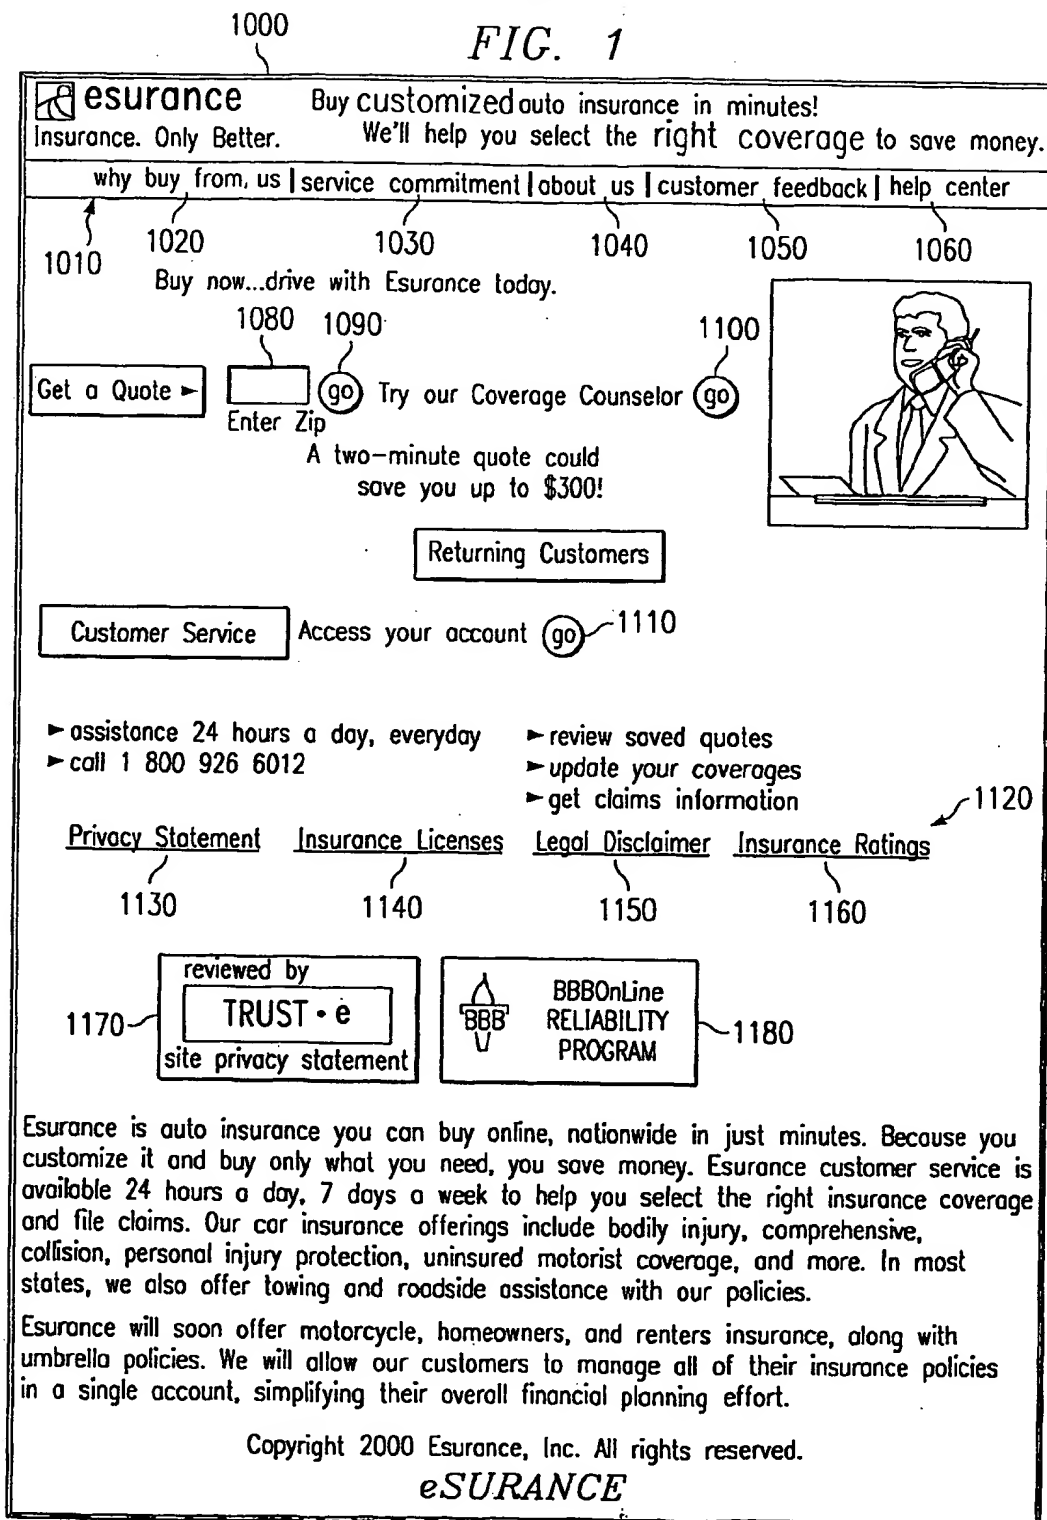 1000
FIG. 1
esurance
Buy customized auto insurance in minutes!
Insurance. Only Better.
We'll help you select the right coverage to save money.
why buy from, us | service commitment | about us | customer feedback | help center
1010
1020
1030
1040
1050
1060
Buy now...drive with Esurance today.
1080
1090
1100
Get a Quote ►
go
Try our Coverage Counselor
go
Enter Zip
A two-minute quote could
save you up to $300!
Returning Customers
Customer Service
Access your account
go
1110
► assistance 24 hours a day, everyday
► call 1 800 926 6012
► review saved quotes
► update your coverages
► get claims information
1120
Privacy Statement
Insurance Licenses
Legal Disclaimer
Insurance Ratings
1130
1140
1150
1160
1170
reviewed by
TRUST • e
site privacy statement
BBB
BBBOnLine
RELIABILITY
PROGRAM
1180
Esurance is auto insurance you can buy online, nationwide in just minutes. Because you
customize it and buy only what you need, you save money. Esurance customer service is
available 24 hours a day, 7 days a week to help you select the right insurance coverage
and file claims. Our car insurance offerings include bodily injury, comprehensive,
collision, personal injury protection, uninsured motorist coverage, and more. In most
states, we also offer towing and roadside assistance with our policies.
Esurance will soon offer motorcycle, homeowners, and renters insurance, along with
umbrella policies. We will allow our customers to manage all of their insurance policies
in a single account, simplifying their overall financial planning effort.
Copyright 2000 Esurance, Inc. All rights reserved.
eSURANCE